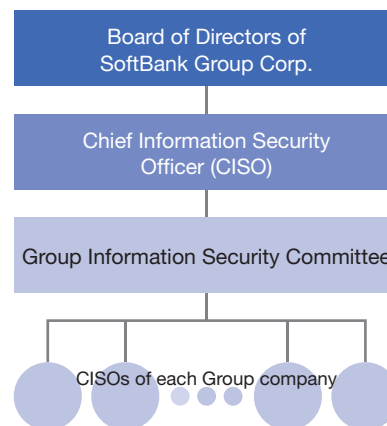 Board of Directors of
SoftBank Group Corp.
Chief Information Security
Officer (CISO)
Group Information Security Committee
CISOs of each Group company